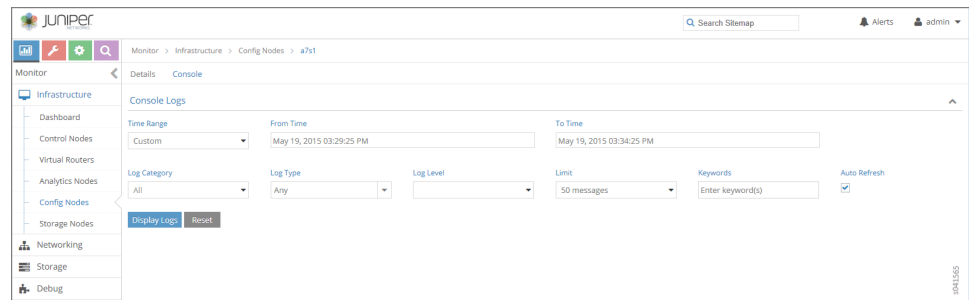 JUNIPER
NETWORKS
Search Sitemap
Alerts
admin
Monitor > Infrastructure > Config Nodes > a7s1
Monitor
Details Console
Infrastructure
Console Logs
Dashboard
Time Range From Time To Time
Control Nodes
Custom May 19, 2015 03:29:25 PM May 19, 2015 03:34:25 PM
Virtual Routers
Analytics Nodes
Log Category Log Type Log Level Limit Keywords Auto Refresh
All Any 50 messages Enter keyword(s)
Config Nodes
Storage Nodes
Display Logs Reset
Networking
Storage
Debug
s041565